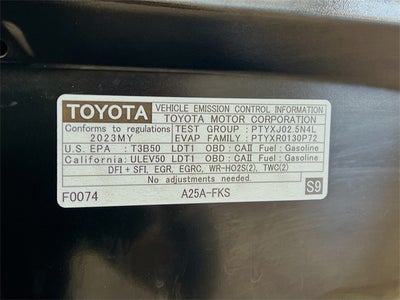 TOYOTA
VEHICLE EMISSION CONTROL INFORMATION
TOYOTA MOTOR CORPORATION
Conforms to regulations
2023MY
TEST GROUP : PTYXJ02.5N4L
EVAP FAMILY : PTYXR0130P72
U.S. EPA : T3B50 LDT1 OBD : CAII Fuel : Gasoline
California: ULEV50 LDT1 OBD : CAII Fuel : Gasoline
DFI + SFI, EGR, EGRC, WR-HO2S(2), TWC(2)
No adjustments needed.
F0074
A25A-FKS
S9